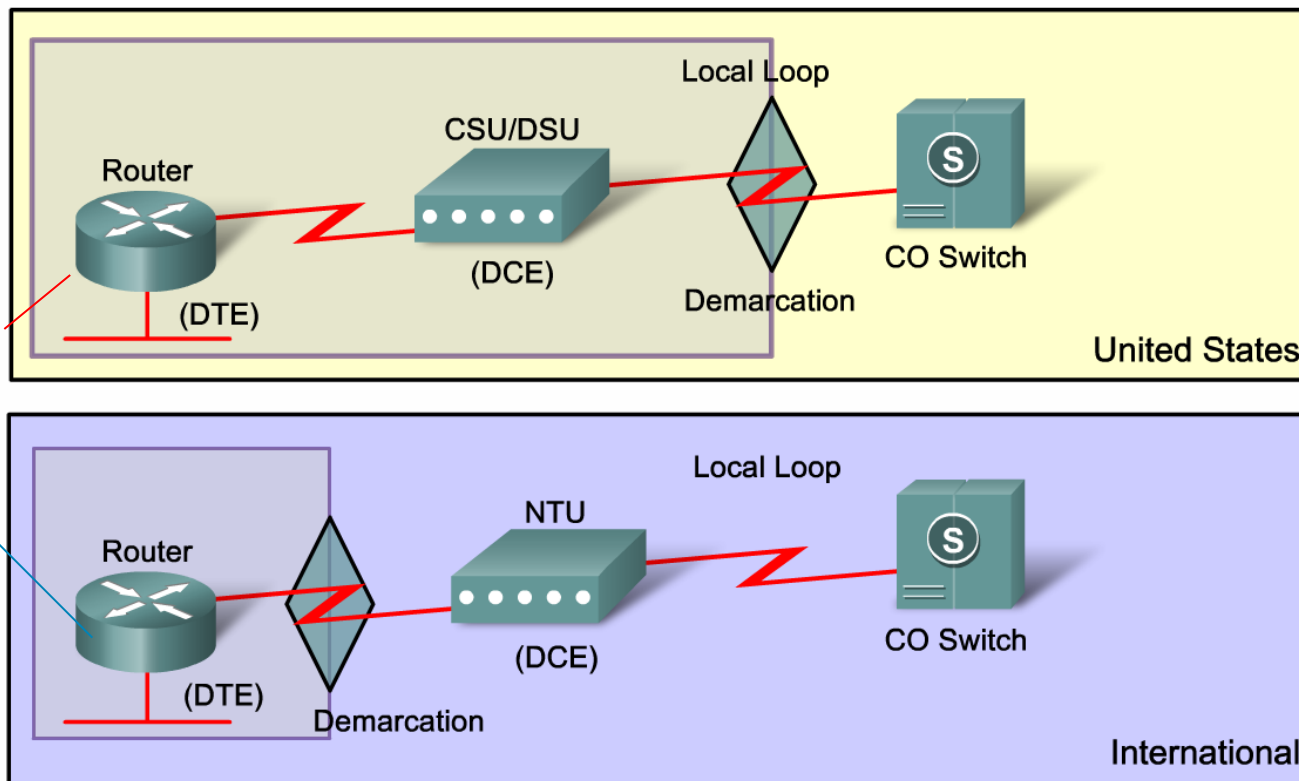 Local Loop
CSU/DSU
Router
S
(DCE)
CO Switch
Demarcation
(DTE)
United States
Local Loop
NTU
Router
S
(DCE)
CO Switch
(DTE)
Demarcation
International